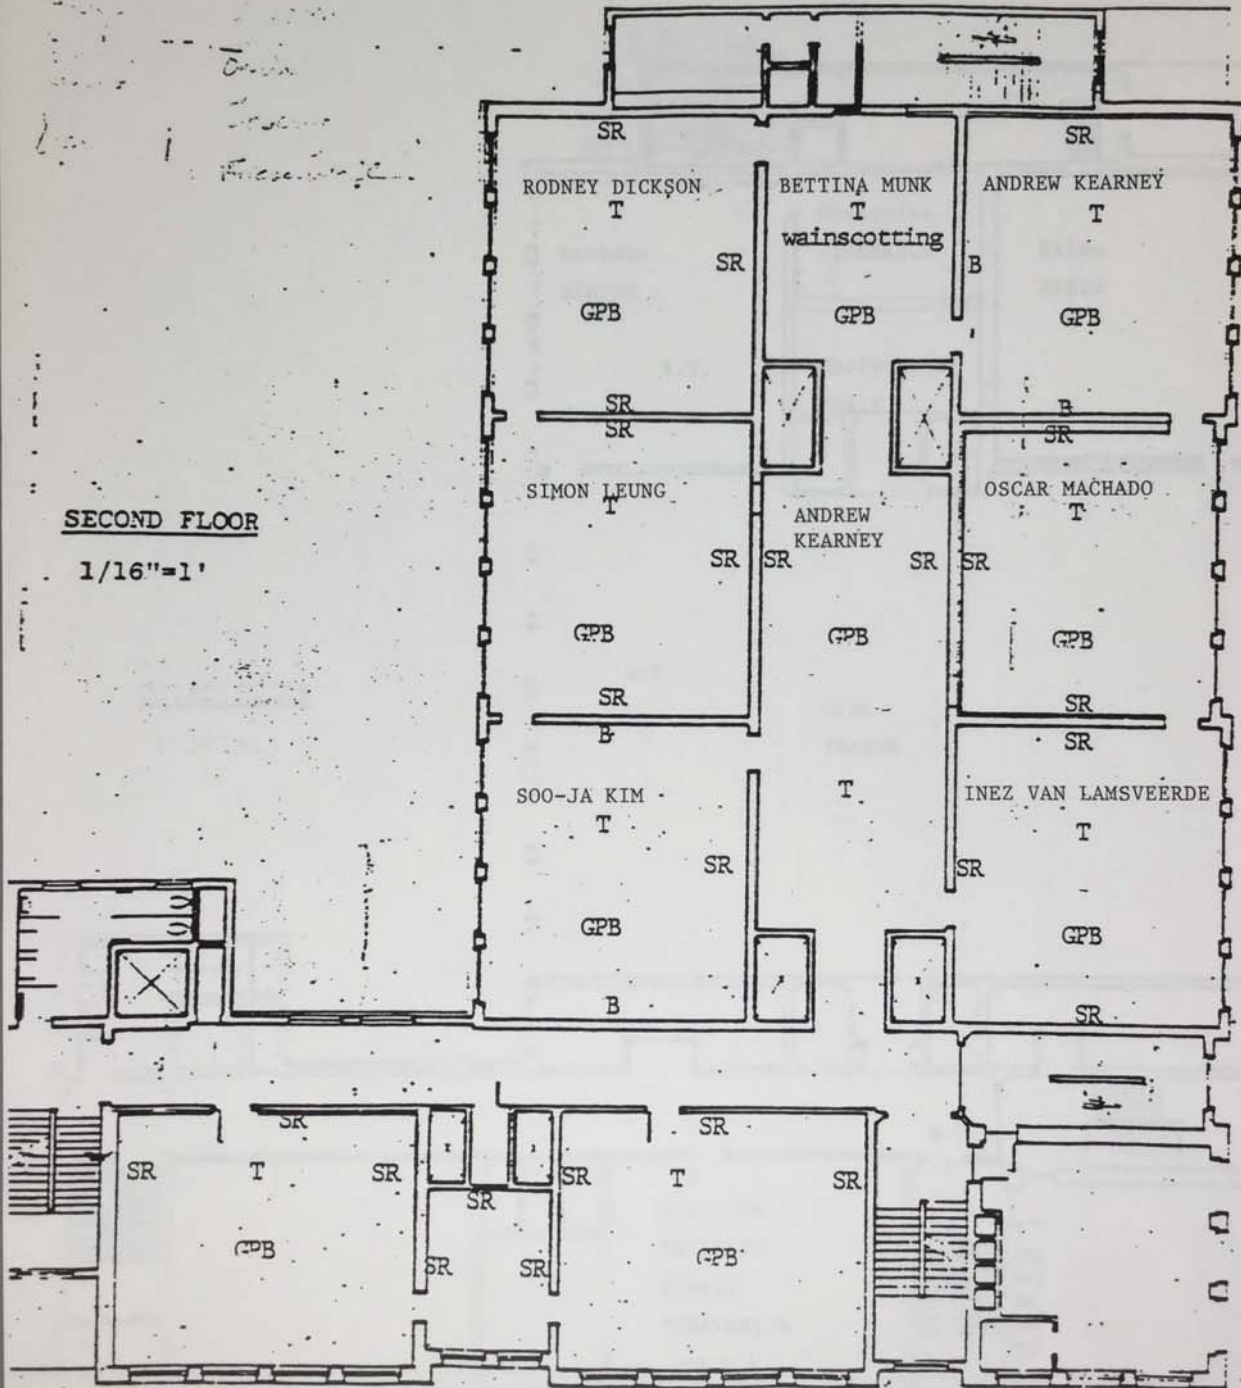 SR
SR
RODNEY DICKSON
BETTINA MUNK
ANDREW KEARNEY
T
T
T
wainscotting
SR
B
GPB
GPB
GPB
SR
B
SR
SR
SIMON LEUNG
OSCAR MACHADO
T
T
SECOND FLOOR
ANDREW
KEARNEY
1/16"=1'
SR
SR
SR
SR
GPB
GPB
GPB
SR
SR
B
SR
SOO-JA KIM
T
INEZ VAN LAMSVEERDE
T
T
SR
SR
GPB
GPB
B
SR
SR
SR
SR
T
SR
SR
SR
T
SR
GPB
GPB
SR
SR